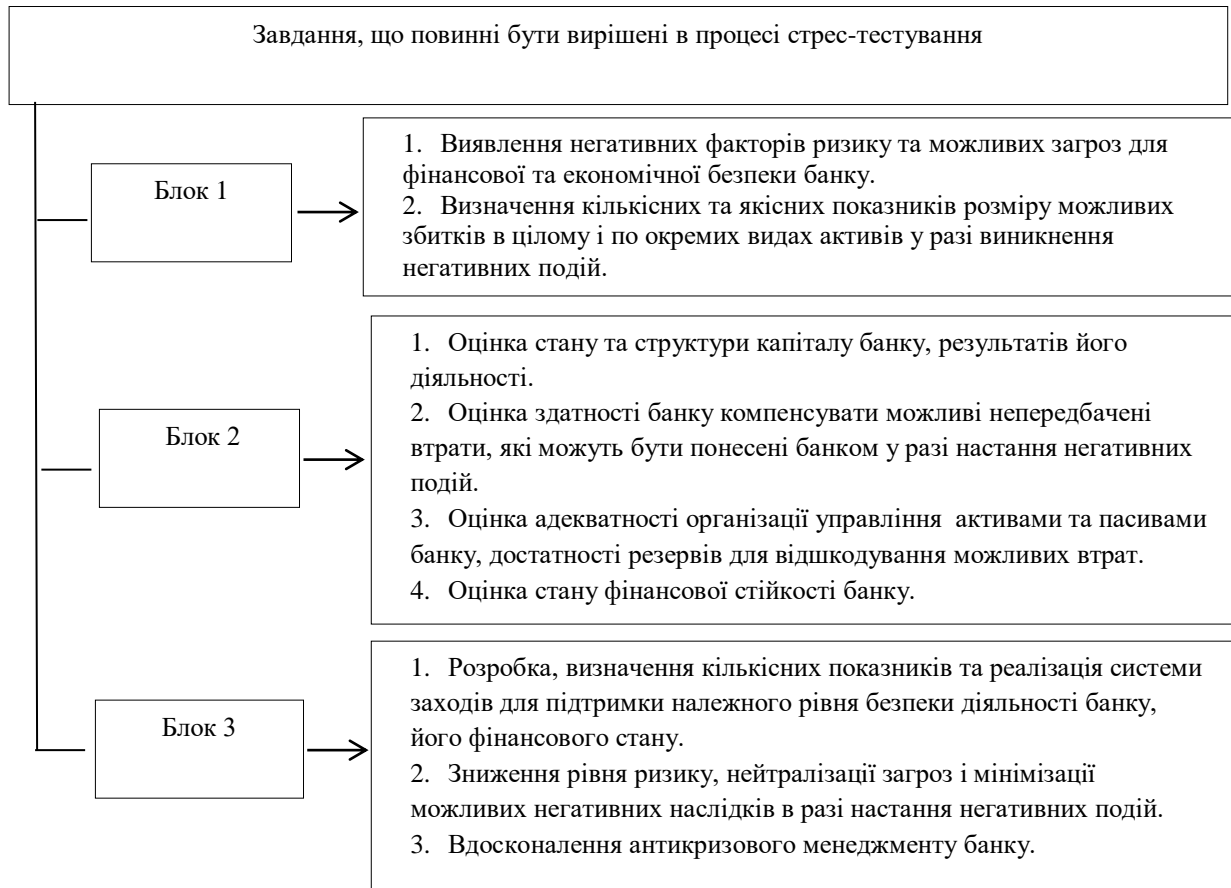 Завдання, що повинні бути вирішені в процесі стрес-тестування
Блок 1
1. Виявлення негативних факторів ризику та можливих загроз для
фінансової та економічної безпеки банку.
2. Визначення кількісних та якісних показників розміру можливих
збитків в цілому і по окремих видах активів у разі виникнення
негативних подій.
Блок 2
1. Оцінка стану та структури капіталу банку, результатів його
діяльності.
2. Оцінка здатності банку компенсувати можливі непередбачені
втрати, які можуть бути понесені банком у разі настання негативних
подій.
3. Оцінка адекватності організації управління активами та пасивами
банку, достатності резервів для відшкодування можливих втрат.
4. Оцінка стану фінансової стійкості банку.
Блок 3
1. Розробка, визначення кількісних показників та реалізація системи
заходів для підтримки належного рівня безпеки діяльності банку,
його фінансового стану.
2. Зниження рівня ризику, нейтралізації загроз і мінімізації
можливих негативних наслідків в разі настання негативних подій.
3. Вдосконалення антикризового менеджменту банку.